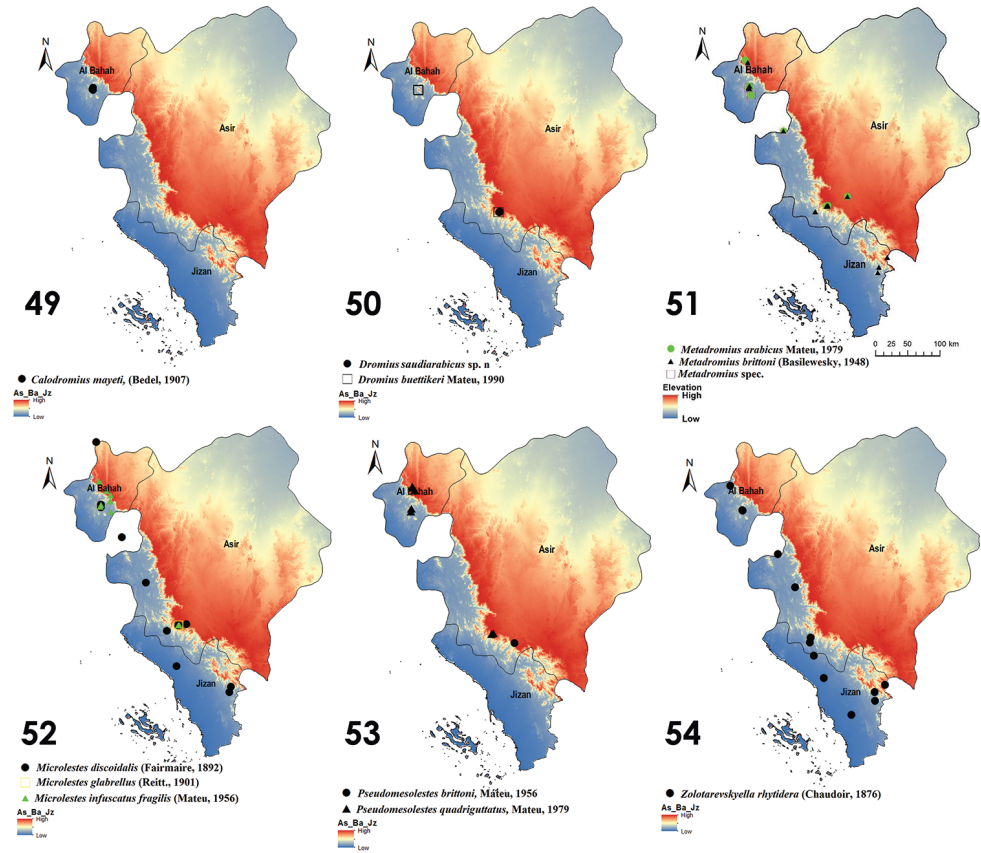 N
Al Bahah
Asir
Jizan
49
Calodromius mayeti, (Bedel, 1907)
As_Ba_Jz
High
Low
N
Al Bahah
Asir
Jizan
50
Dromius saudiarabicus sp. n
Dromius buettikeri Mateu, 1990
As_Ba_Jz
High
Low
N
Al Bahah
Asir
Jizan
51
0 25 50 100 km
Metadromius arabicus Mateu, 1979
Metadromius brittoni (Basilewesky, 1948)
Metadromius spec.
Elevation
High
Low
N
Al Bahah
Asir
Jizan
52
Microlestes discoidalis (Fairmaire, 1892)
Microlestes glabrellus (Reitt., 1901)
Microlestes infuscatus fragilis (Mateu, 1956)
As_Ba_Jz
High
Low
N
Al Bahah
Asir
Jizan
53
Pseudomesolestes brittoni, Mateu, 1956
Pseudomesolestes quadriguttatus, Mateu, 1979
As_Ba_Jz
High
Low
N
Al Bahah
Asir
Jizan
54
Zolotarevskyella rhytidera (Chaudoir, 1876)
As_Ba_Jz
High
Low